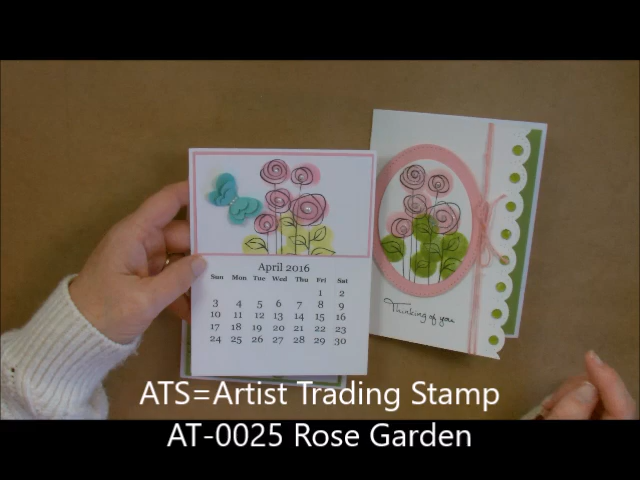 April 2016
Sun Mon Tue Wed Thu Fri Sat
1 2
3 4 5 6 7 8 9
10 11 12 13 14 15 16
17 18 19 20 21 22 23
24 25 26 27 28 29 30
Thinking of you
ATS=Artist Trading Stamp
AT-0025 Rose Garden